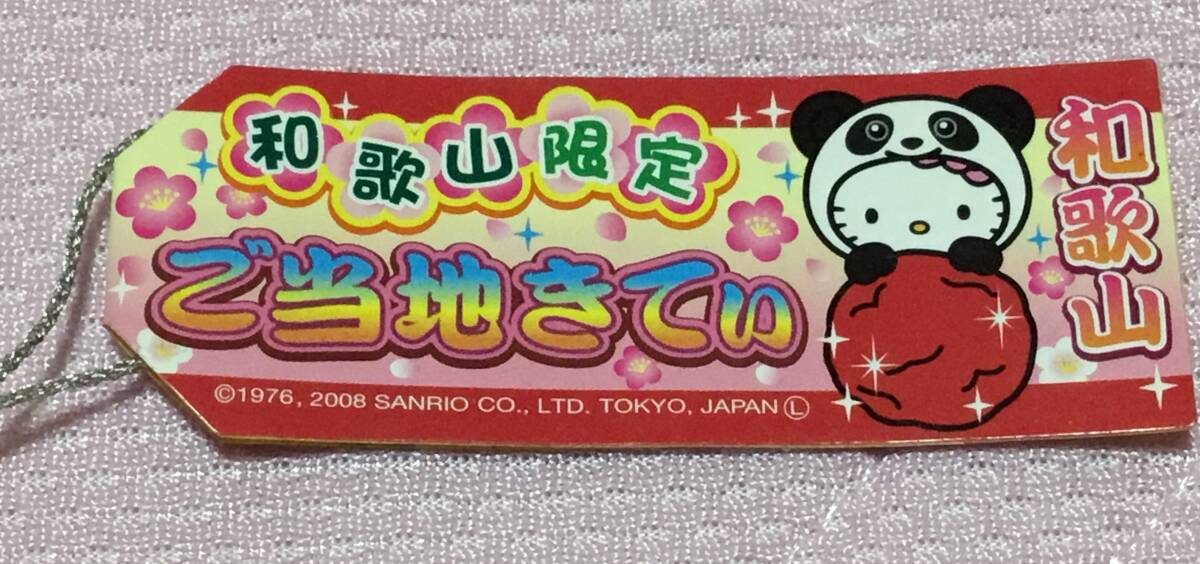 和歌山限定
ご当地きてぃ
©1976, 2008 SANRIO CO., LTD. TOKYO, JAPAN Ⓛ
和歌山